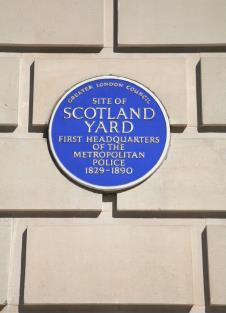 GREATER LONDON COUNCIL
SITE OF
SCOTLAND
YARD
FIRST HEADQUARTERS
OF THE
METROPOLITAN
POLICE
1829-1890